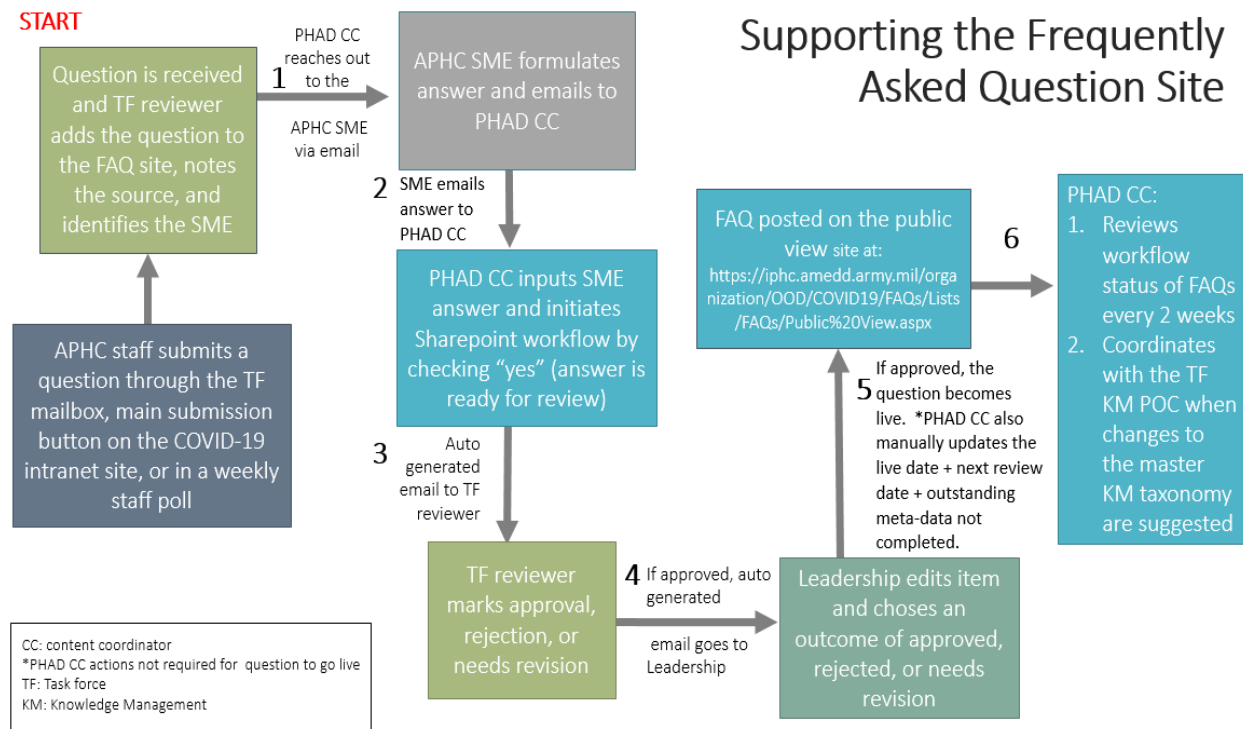 START
Supporting the Frequently
Asked Question Site
APHC staff submits a
question through the TF
mailbox, main submission
button on the COVID-19
intranet site, or in a weekly
staff poll
Question is received
and TF reviewer
adds the question to
the FAQ site, notes
the source, and
identifies the SME
1
PHAD CC
reaches out
to the
APHC SME
via email
APHC SME formulates
answer and emails to
PHAD CC
2
SME emails
answer to
PHAD CC
PHAD CC inputs SME
answer and initiates
Sharepoint workflow by
checking “yes” (answer is
ready for review)
3
Auto
generated
email to TF
reviewer
TF reviewer
marks approval,
rejection, or
needs revision
4
If approved, auto
generated
email goes to
Leadership
Leadership edits item
and choses an
outcome of approved,
rejected, or needs
revision
5
If approved, the
question becomes
live. *PHAD CC also
manually updates the
live date + next review
date + outstanding
meta-data not
completed.
FAQ posted on the public
view site at:
https://iphc.amedd.army.mil/orga
nization/OOD/COVID19/FAQs/Lists
/FAQs/Public%20View.aspx
6
PHAD CC:
1. Reviews
workflow
status of FAQs
every 2 weeks
2. Coordinates
with the TF
KM POC when
changes to
the master
KM taxonomy
are suggested
CC: content coordinator
*PHAD CC actions not required for question to go live
TF: Task force
KM: Knowledge Management